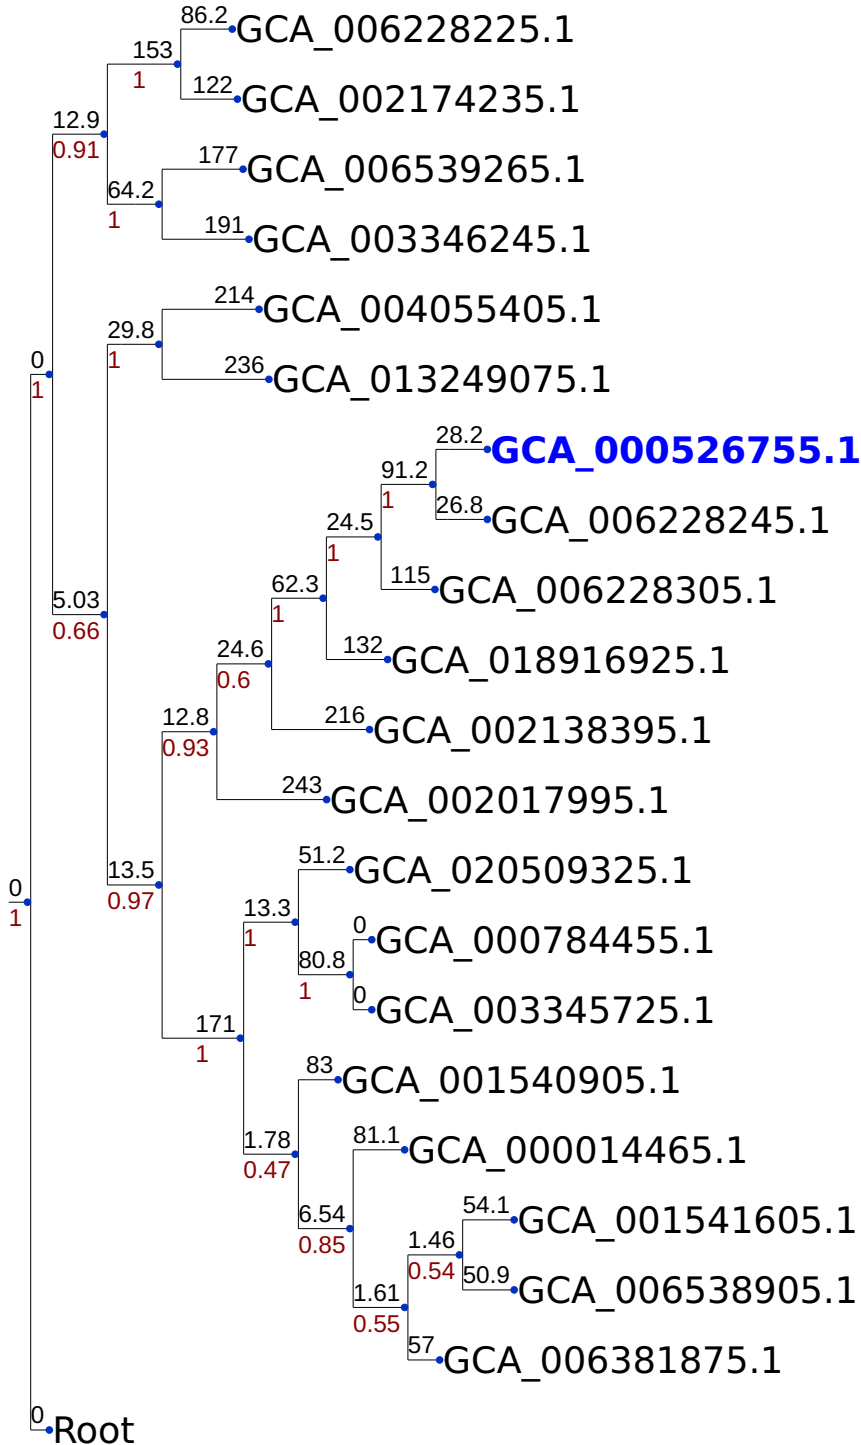 86.2
GCA_006228225.1
153
1
122
GCA_002174235.1
12.9
0.91
177
GCA_006539265.1
64.2
1
191
GCA_003346245.1
214
GCA_004055405.1
29.8
1
0
1
236
GCA_013249075.1
28.2
GCA_000526755.1
91.2
1
26.8
GCA_006228245.1
24.5
1
115
GCA_006228305.1
62.3
1
5.03
0.66
132
GCA_018916925.1
24.6
0.6
216
GCA_002138395.1
12.8
0.93
243
GCA_002017995.1
51.2
GCA_020509325.1
13.5
0.97
0
1
13.3
1
0
GCA_000784455.1
80.8
1
0
GCA_003345725.1
171
1
83
GCA_001540905.1
1.78
0.47
81.1
GCA_000014465.1
6.54
0.85
54.1
GCA_001541605.1
1.46
0.54
50.9
GCA_006538905.1
1.61
0.55
57
GCA_006381875.1
0
Root